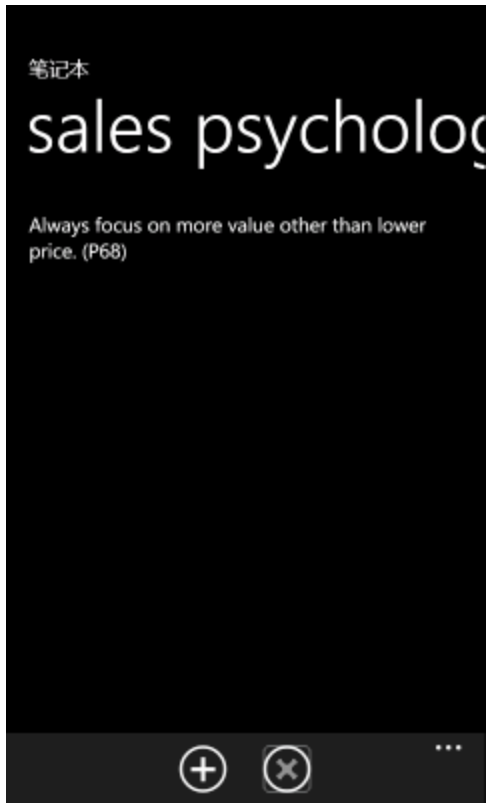 笔记本
sales psycholog
Always focus on more value other than lower
price. (P68)